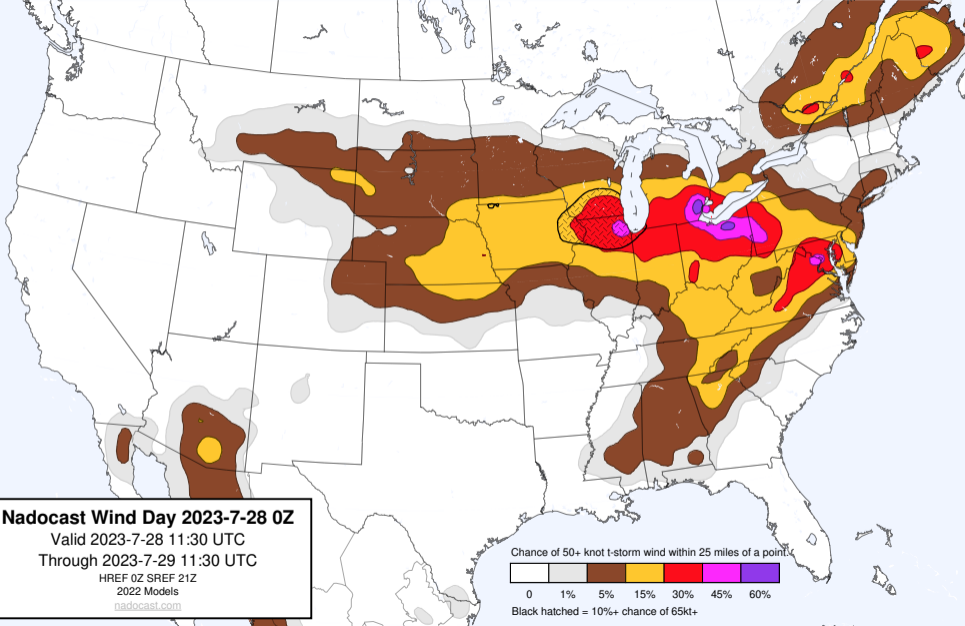 Nadocast Wind Day 2023-7-28 0Z
Valid 2023-7-28 11:30 UTC
Through 2023-7-29 11:30 UTC
HREF 0Z SREF 21Z
2022 Models
nadocast.com
Chance of 50+ knot t-storm wind within 25 miles of a point.
0 1% 5% 15% 30% 45% 60%
Black hatched = 10%+ chance of 65kt+